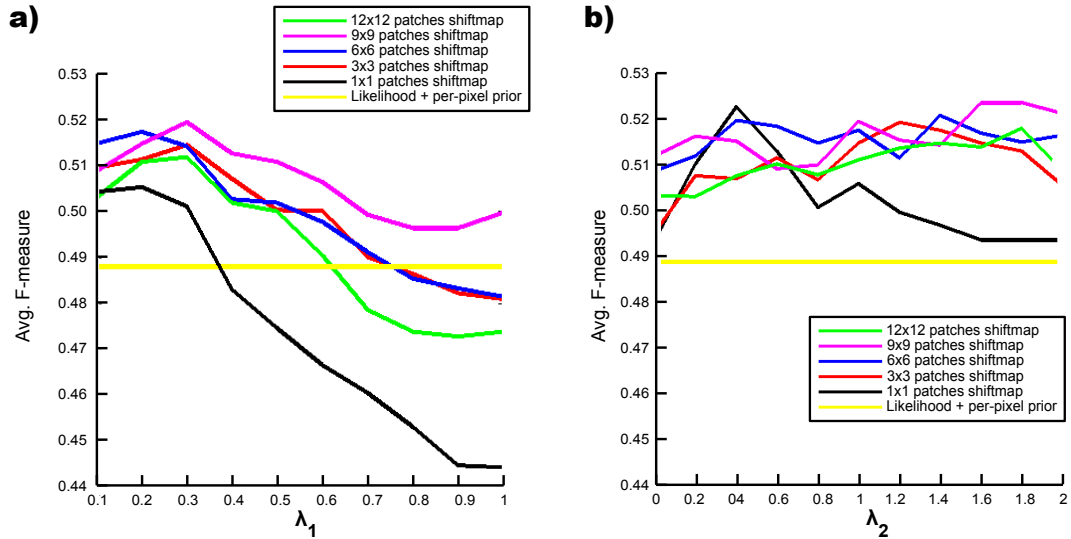 a)
12x12 patches shiftmap
9x9 patches shiftmap
6x6 patches shiftmap
3x3 patches shiftmap
1x1 patches shiftmap
Likelihood + per-pixel prior
Avg. F-measure
0.53
0.52
0.51
0.50
0.49
0.48
0.47
0.46
0.45
0.44
0.1 0.2 0.3 0.4 0.5 0.6 0.7 0.8 0.9 1
λ1
b)
Avg. F-measure
0.53
0.52
0.51
0.50
0.49
0.48
0.47
0.46
0.45
0.44
12x12 patches shiftmap
9x9 patches shiftmap
6x6 patches shiftmap
3x3 patches shiftmap
1x1 patches shiftmap
Likelihood + per-pixel prior
0 0.2 04 0.6 0.8 1 1.2 1.4 1.6 1.8 2
λ2